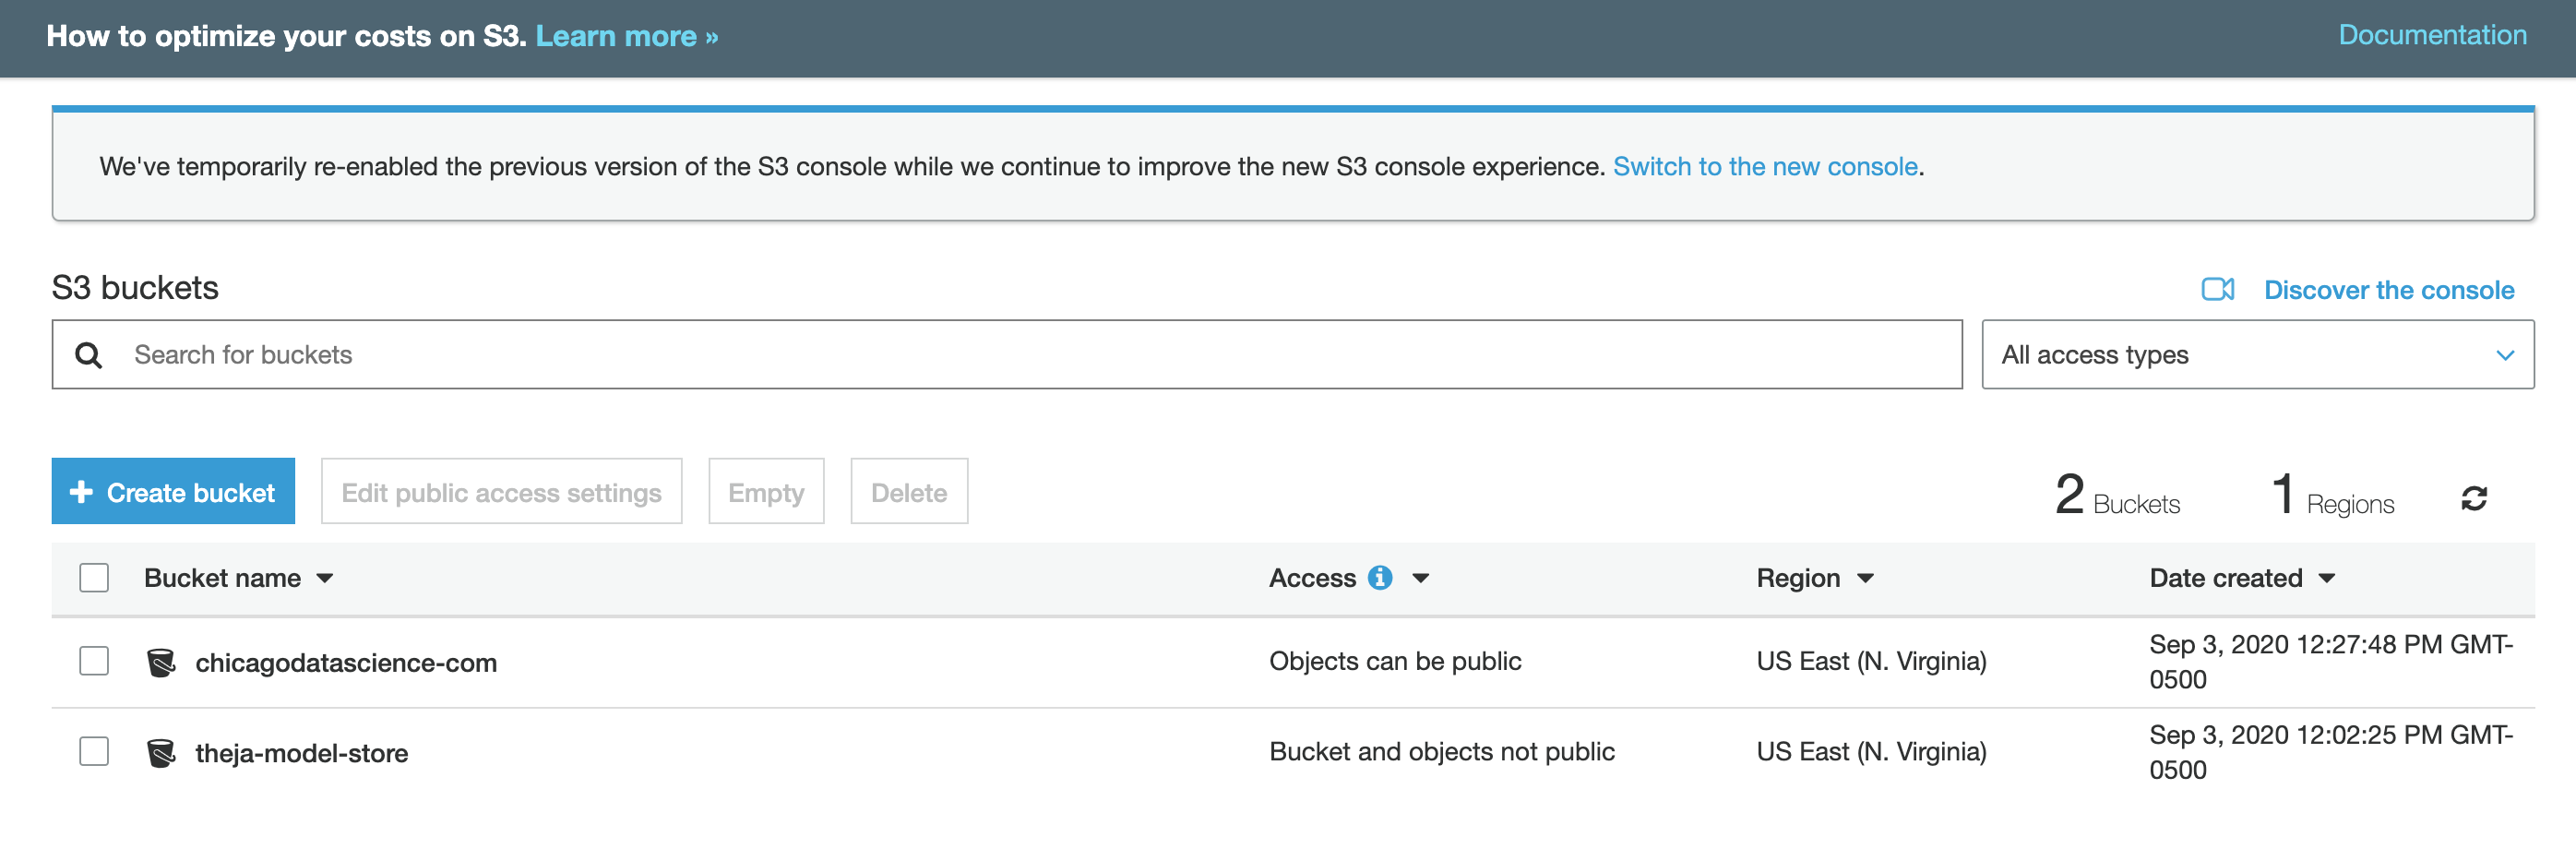 How to optimize your costs on S3. Learn more »
Documentation
We've temporarily re-enabled the previous version of the S3 console while we continue to improve the new S3 console experience. Switch to the new console.
S3 buckets
Discover the console
Search for buckets
All access types
+ Create bucket
Edit public access settings
Empty
Delete
2 Buckets
1 Regions
Bucket name
Access
Region
Date created
chicagodatascience-com
Objects can be public
US East (N. Virginia)
Sep 3, 2020 12:27:48 PM GMT-
0500
theja-model-store
Bucket and objects not public
US East (N. Virginia)
Sep 3, 2020 12:02:25 PM GMT-
0500